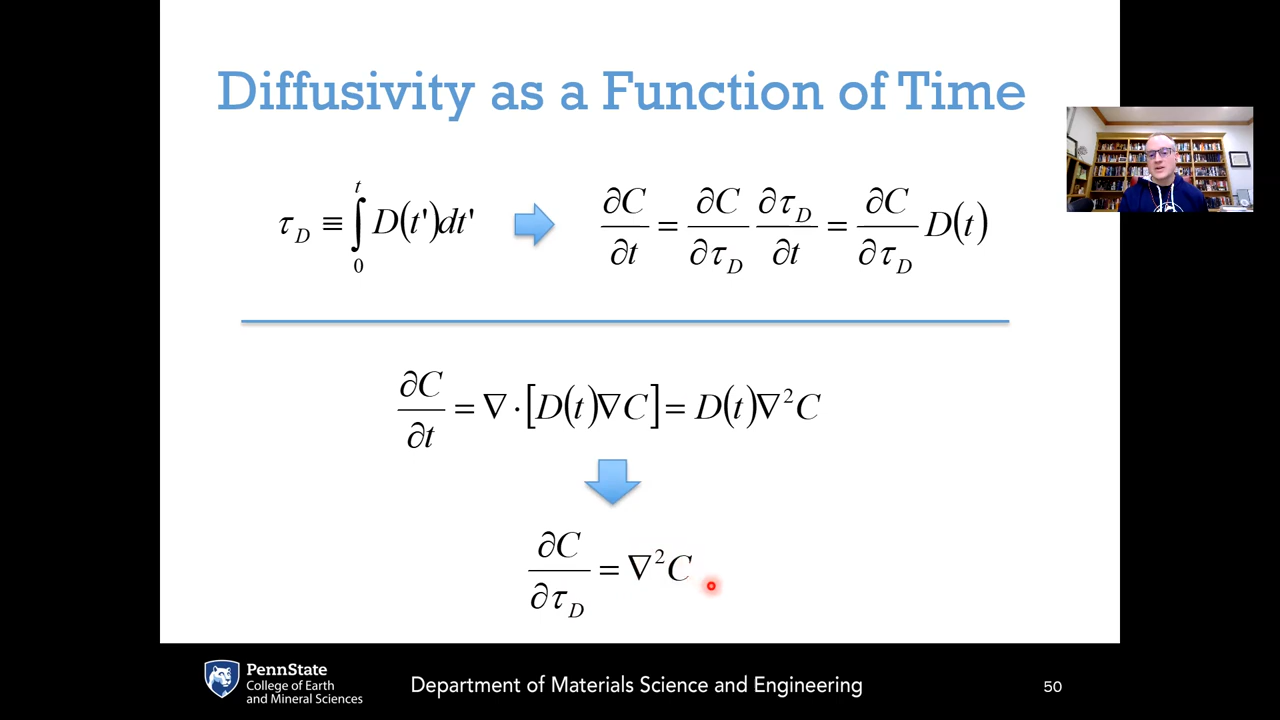 Diffusivity as a Function of Time
τ_D ≡ ∫_0^t D(t')dt'
∂C/∂t = ∂C/∂τ_D ∂τ_D/∂t = ∂C/∂τ_D D(t)
∂C/∂t = ∇·[D(t)∇C] = D(t)∇²C
∂C/∂τ_D = ∇²C
PennState
College of Earth
and Mineral Sciences
Department of Materials Science and Engineering
50